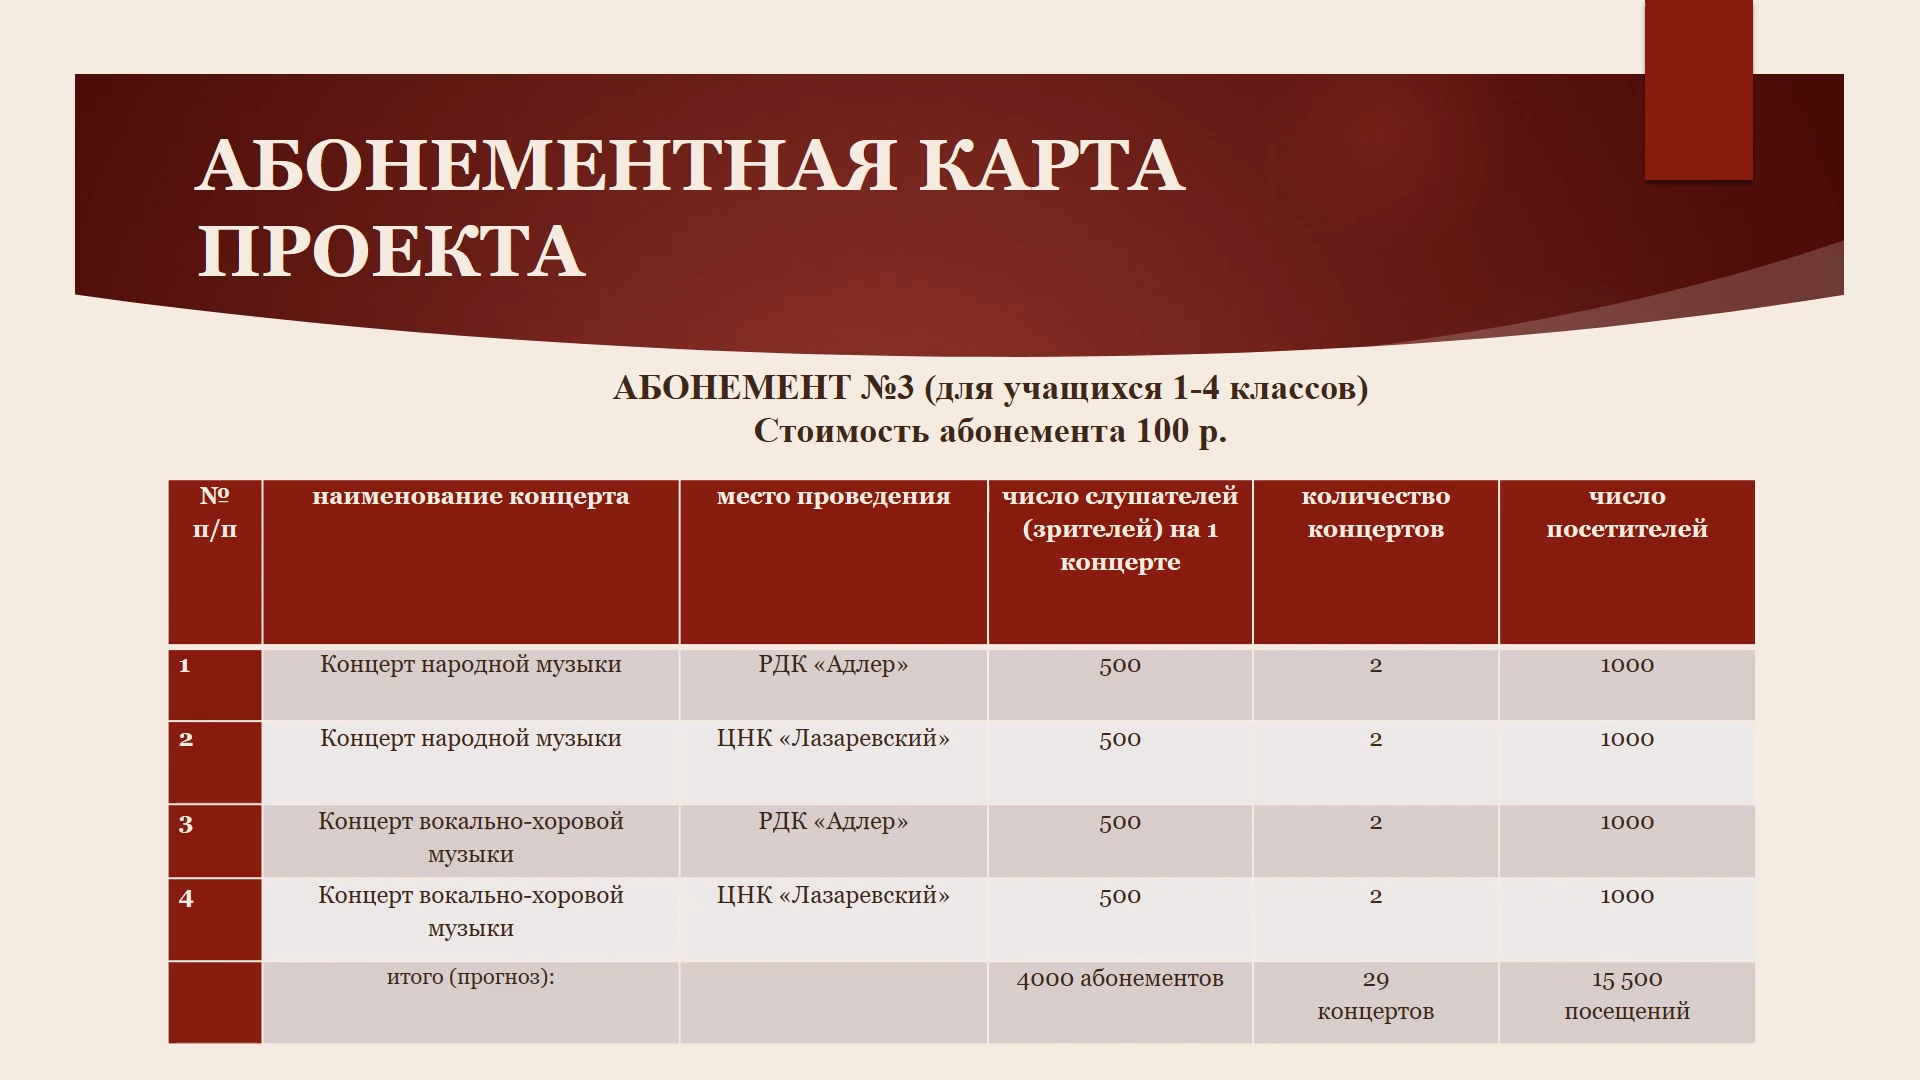 АБОНЕМЕНТНАЯ КАРТА
ПРОЕКТА
АБОНЕМЕНТ №3 (для учащихся 1-4 классов)
Стоимость абонемента 100 р.
№ п/п наименование концерта место проведения число слушателей (зрителей) на 1 концерте количество концертов число посетителей
1 Концерт народной музыки РДК «Адлер» 500 2 1000
2 Концерт народной музыки ЦНК «Лазаревский» 500 2 1000
3 Концерт вокально-хоровой музыки РДК «Адлер» 500 2 1000
4 Концерт вокально-хоровой музыки ЦНК «Лазаревский» 500 2 1000
итого (прогноз): 4000 абонементов 29 концертов 15 500 посещений